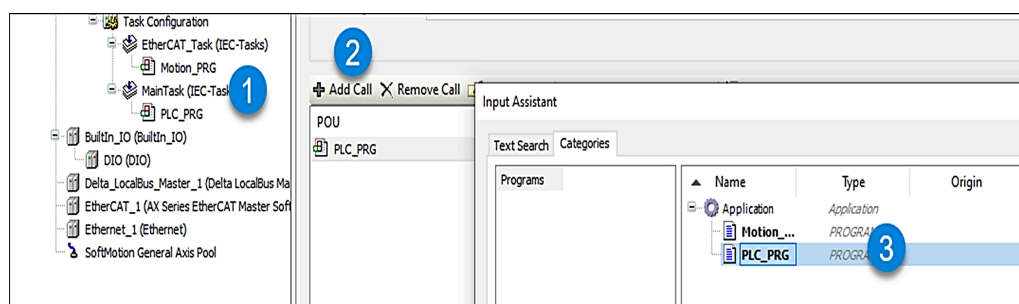 Task Configuration
EtherCAT_Task (IEC-Tasks)
Motion_PRG
MainTask (IEC-Task
PLC_PRG
BuiltIn_IO (BuiltIn_IO)
DIO (DIO)
Delta_LocalBus_Master_1 (Delta LocalBus Ma
EtherCAT_1 (AX Series EtherCAT Master Soft
Ethernet_1 (Ethernet)
SoftMotion General Axis Pool
1
2
Add Call Remove Call
POU
PLC_PRG
Input Assistant
Text Search Categories
Programs
Name Type Origin
Application Application
Motion_... PROGRAM
PLC_PRG PROGRA
3